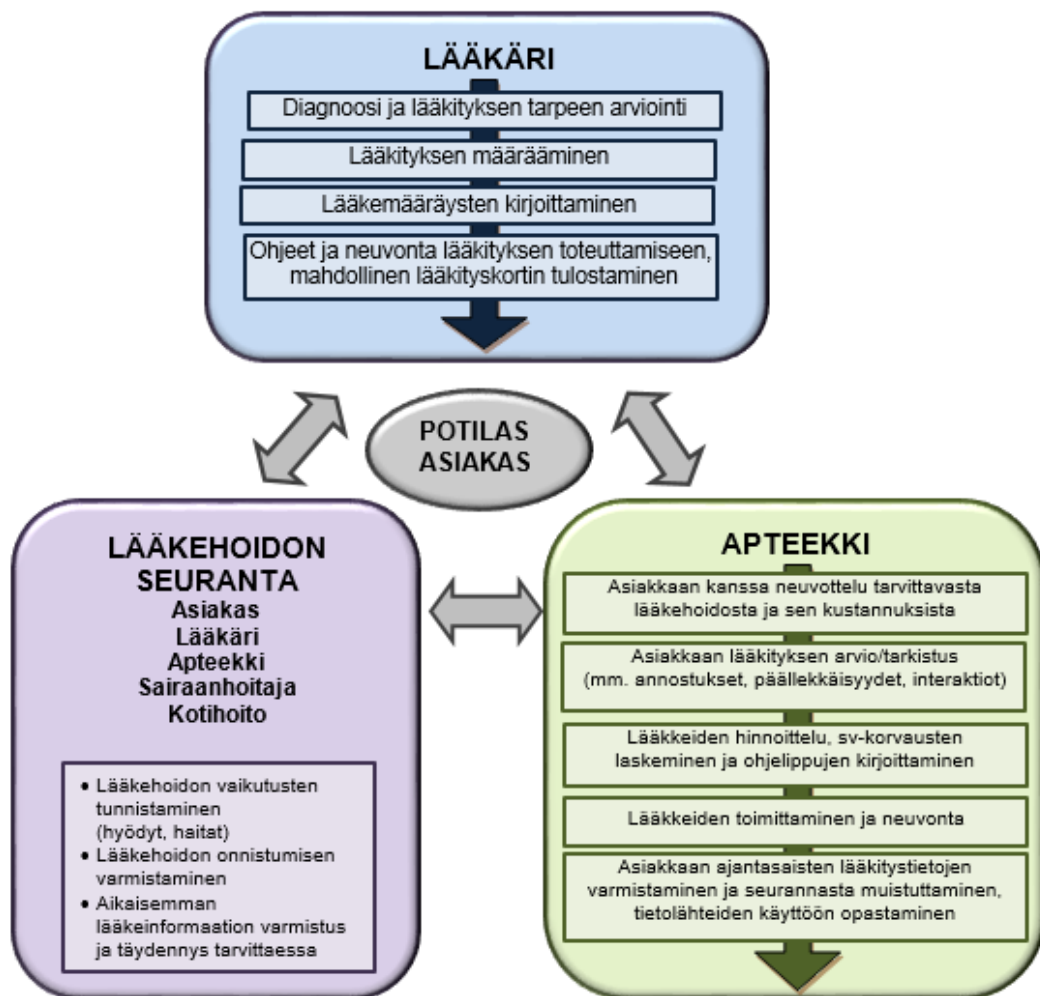 LÄÄKÄRI
Diagnoosi ja lääkityksen tarpeen arviointi
Lääkityksen määrääminen
Lääkemääräysten kirjoittaminen
Ohjeet ja neuvonta lääkityksen toteuttamiseen,
mahdollinen lääkityskortin tulostaminen
POTILAS
ASIAKAS
LÄÄKEHOIDON
SEURANTA
Asiakas
Lääkäri
Apteekki
Sairaanhoitaja
Kotihoito
• Lääkehoidon vaikutusten
tunnistaminen
(hyödyt, haitat)
• Lääkehoidon onnistumisen
varmistaminen
• Aikaisemman
lääkeinformaation varmistus
ja täydennys tarvittaessa
APTEEKKI
Asiakkaan kanssa neuvottelu tarvittavasta
lääkehoidosta ja sen kustannuksista
Asiakkaan lääkityksen arvio/tarkistus
(mm. annostukset, päällekkäisyydet, interaktiot)
Lääkkeiden hinnoittelu, sv-korvausten
laskeminen ja ohjelippujen kirjoittaminen
Lääkkeiden toimittaminen ja neuvonta
Asiakkaan ajantasaisten lääkitystietojen
varmistaminen ja seurannasta muistuttaminen,
tietolähteiden käyttöön opastaminen